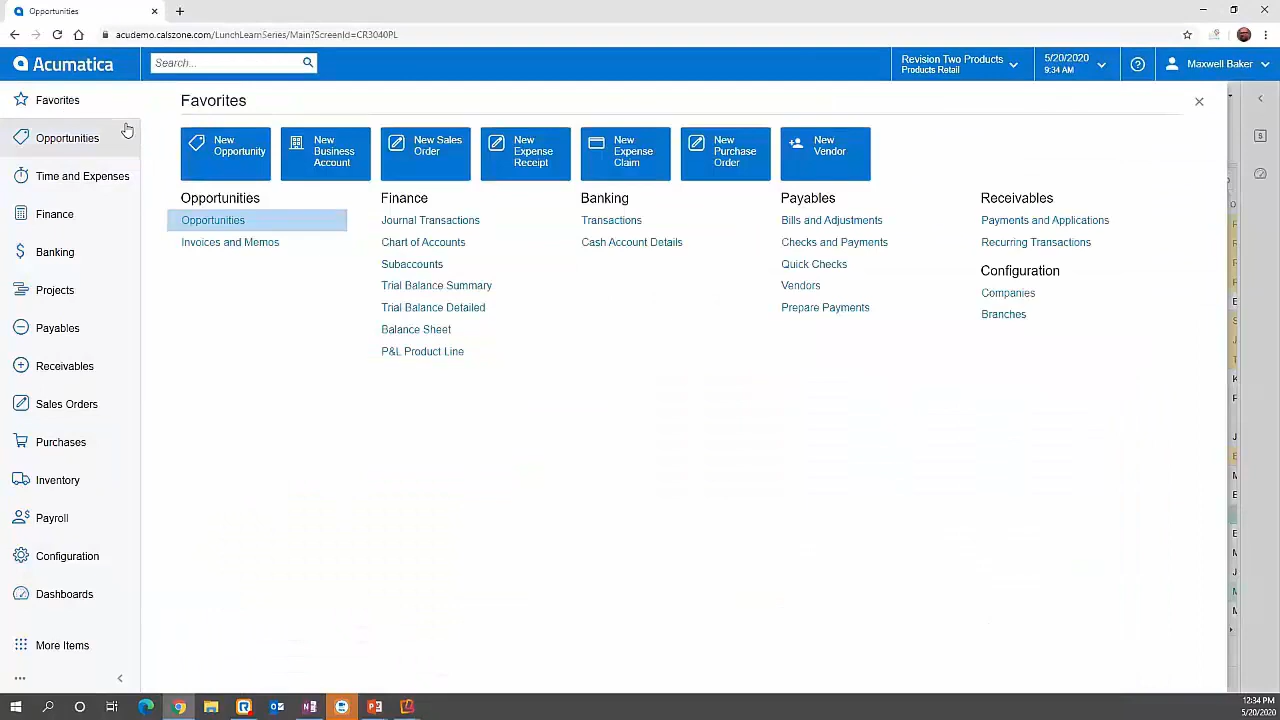 Opportunities
acudemo.calszone.com/LunchLearnSeries/Main?ScreenId=CR3040PL
Acumatica
Search...
Revision Two Products
Products Retail
5/20/2020
9:34 AM
Maxwell Baker
Favorites
Opportunities
Time and Expenses
Finance
Banking
Projects
Payables
Receivables
Sales Orders
Purchases
Inventory
Payroll
Configuration
Dashboards
More Items
Favorites
New Opportunity
New Business Account
New Sales Order
New Expense Receipt
New Expense Claim
New Purchase Order
New Vendor
Opportunities
Opportunities
Invoices and Memos
Finance
Journal Transactions
Chart of Accounts
Subaccounts
Trial Balance Summary
Trial Balance Detailed
Balance Sheet
P&L Product Line
Banking
Transactions
Cash Account Details
Payables
Bills and Adjustments
Checks and Payments
Quick Checks
Vendors
Prepare Payments
Receivables
Payments and Applications
Recurring Transactions
Configuration
Companies
Branches
12:34 PM
5/20/2020